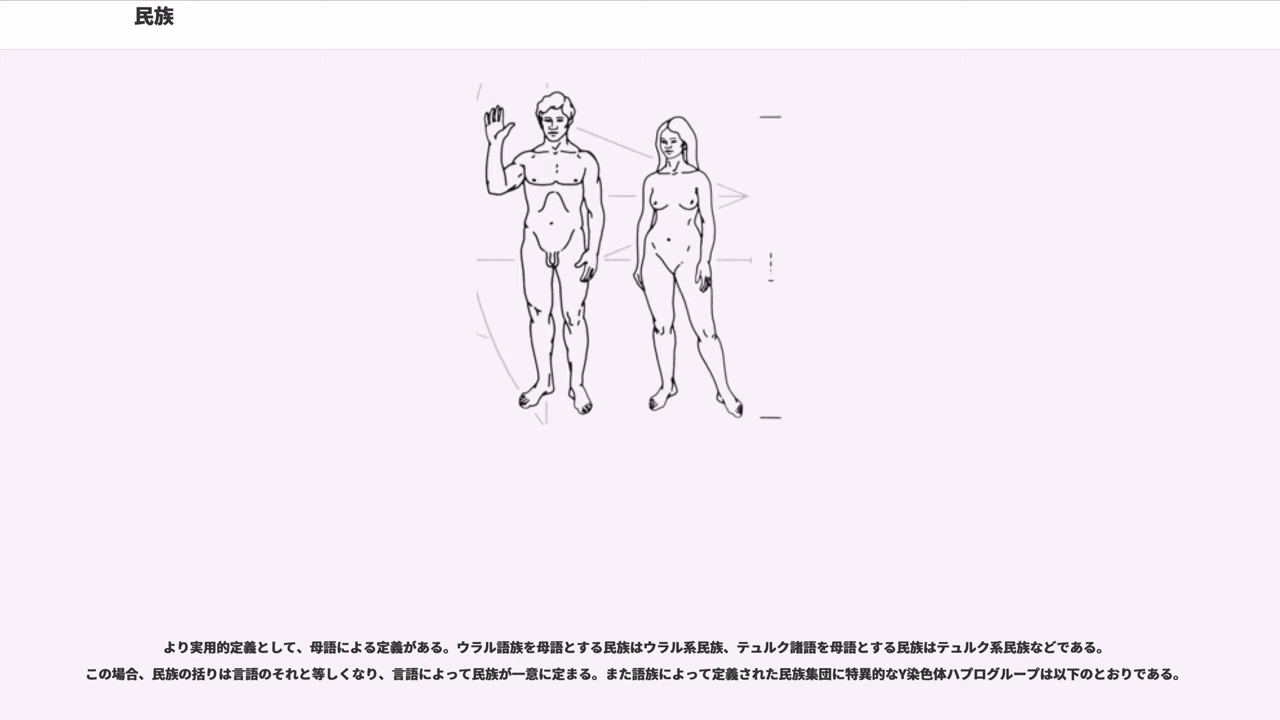 民族
より実用的定義として、母語による定義がある。ウラル語族を母語とする民族はウラル系民族、テュルク諸語を母語とする民族はテュルク系民族などである。
この場合、民族の括りは言語のそれと等しくなり、言語によって民族が一意に定まる。また語族によって定義された民族集団に特異的なY染色体ハプログループは以下のとおりである。